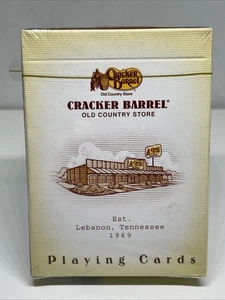 Cracker
Barrel
Old Country Store
CRACKER BARREL®
OLD COUNTRY STORE
Est.
Lebanon, Tennessee
1969
Playing Cards